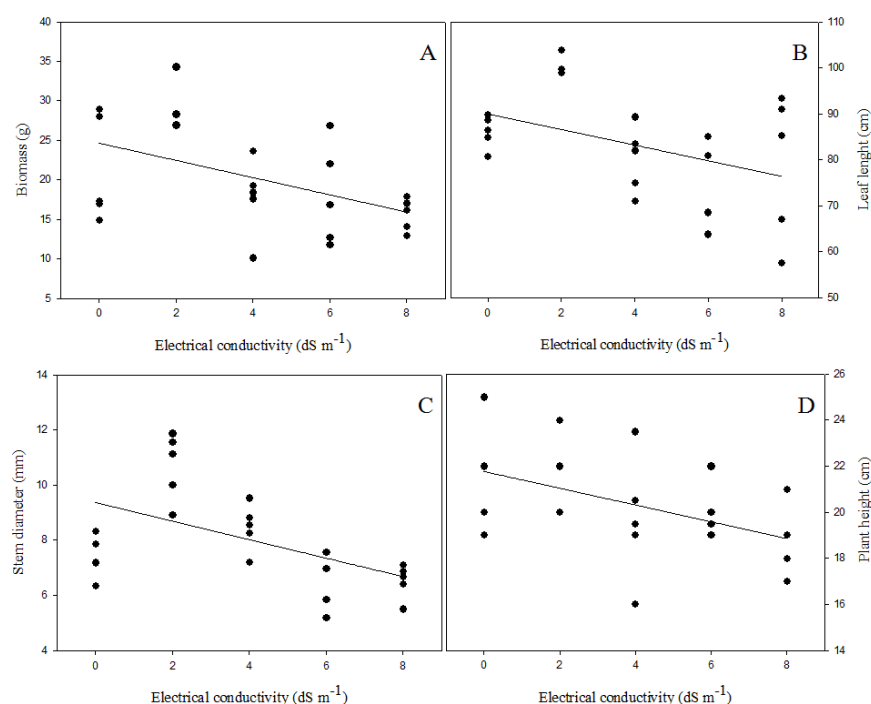 A
Biomass (g)
40
35
30
25
20
15
10
5
0 2 4 6 8
Electrical conductivity (dS m-1)
B
Leaf lenght (cm)
110
100
90
80
70
60
50
0 2 4 6 8
Electrical conductivity (dS m-1)
C
Stem diameter (mm)
14
12
10
8
6
4
0 2 4 6 8
Electrical conductivity (dS m-1)
D
Plant height (cm)
26
24
22
20
18
16
14
0 2 4 6 8
Electrical conductivity (dS m-1)